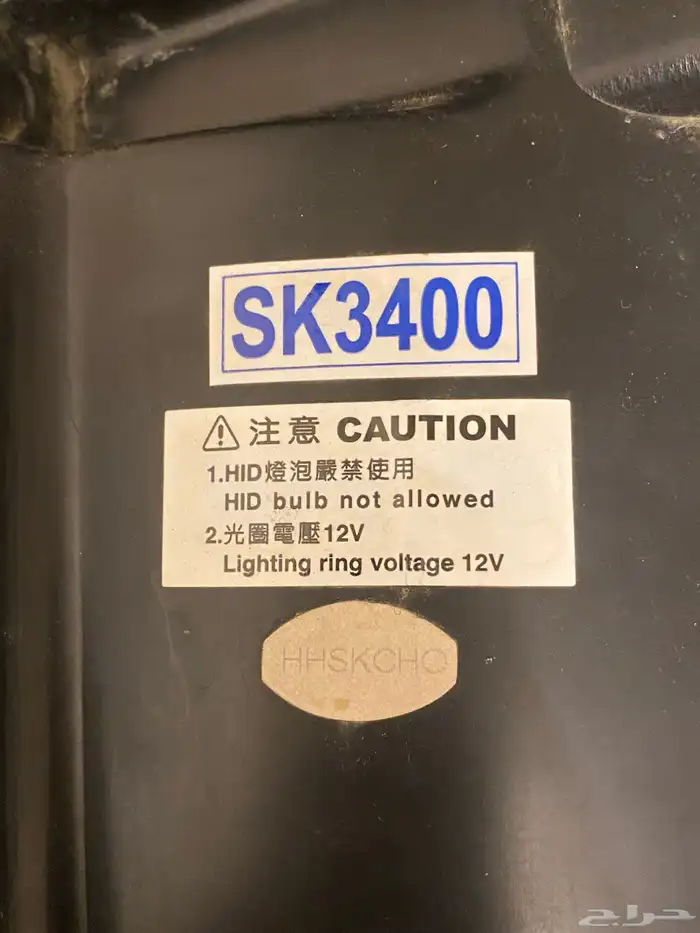 SK3400
注意 CAUTION
1.HID燈泡嚴禁使用
HID bulb not allowed
2.光圈電壓12V
Lighting ring voltage 12V
HHSKCHO
حراج